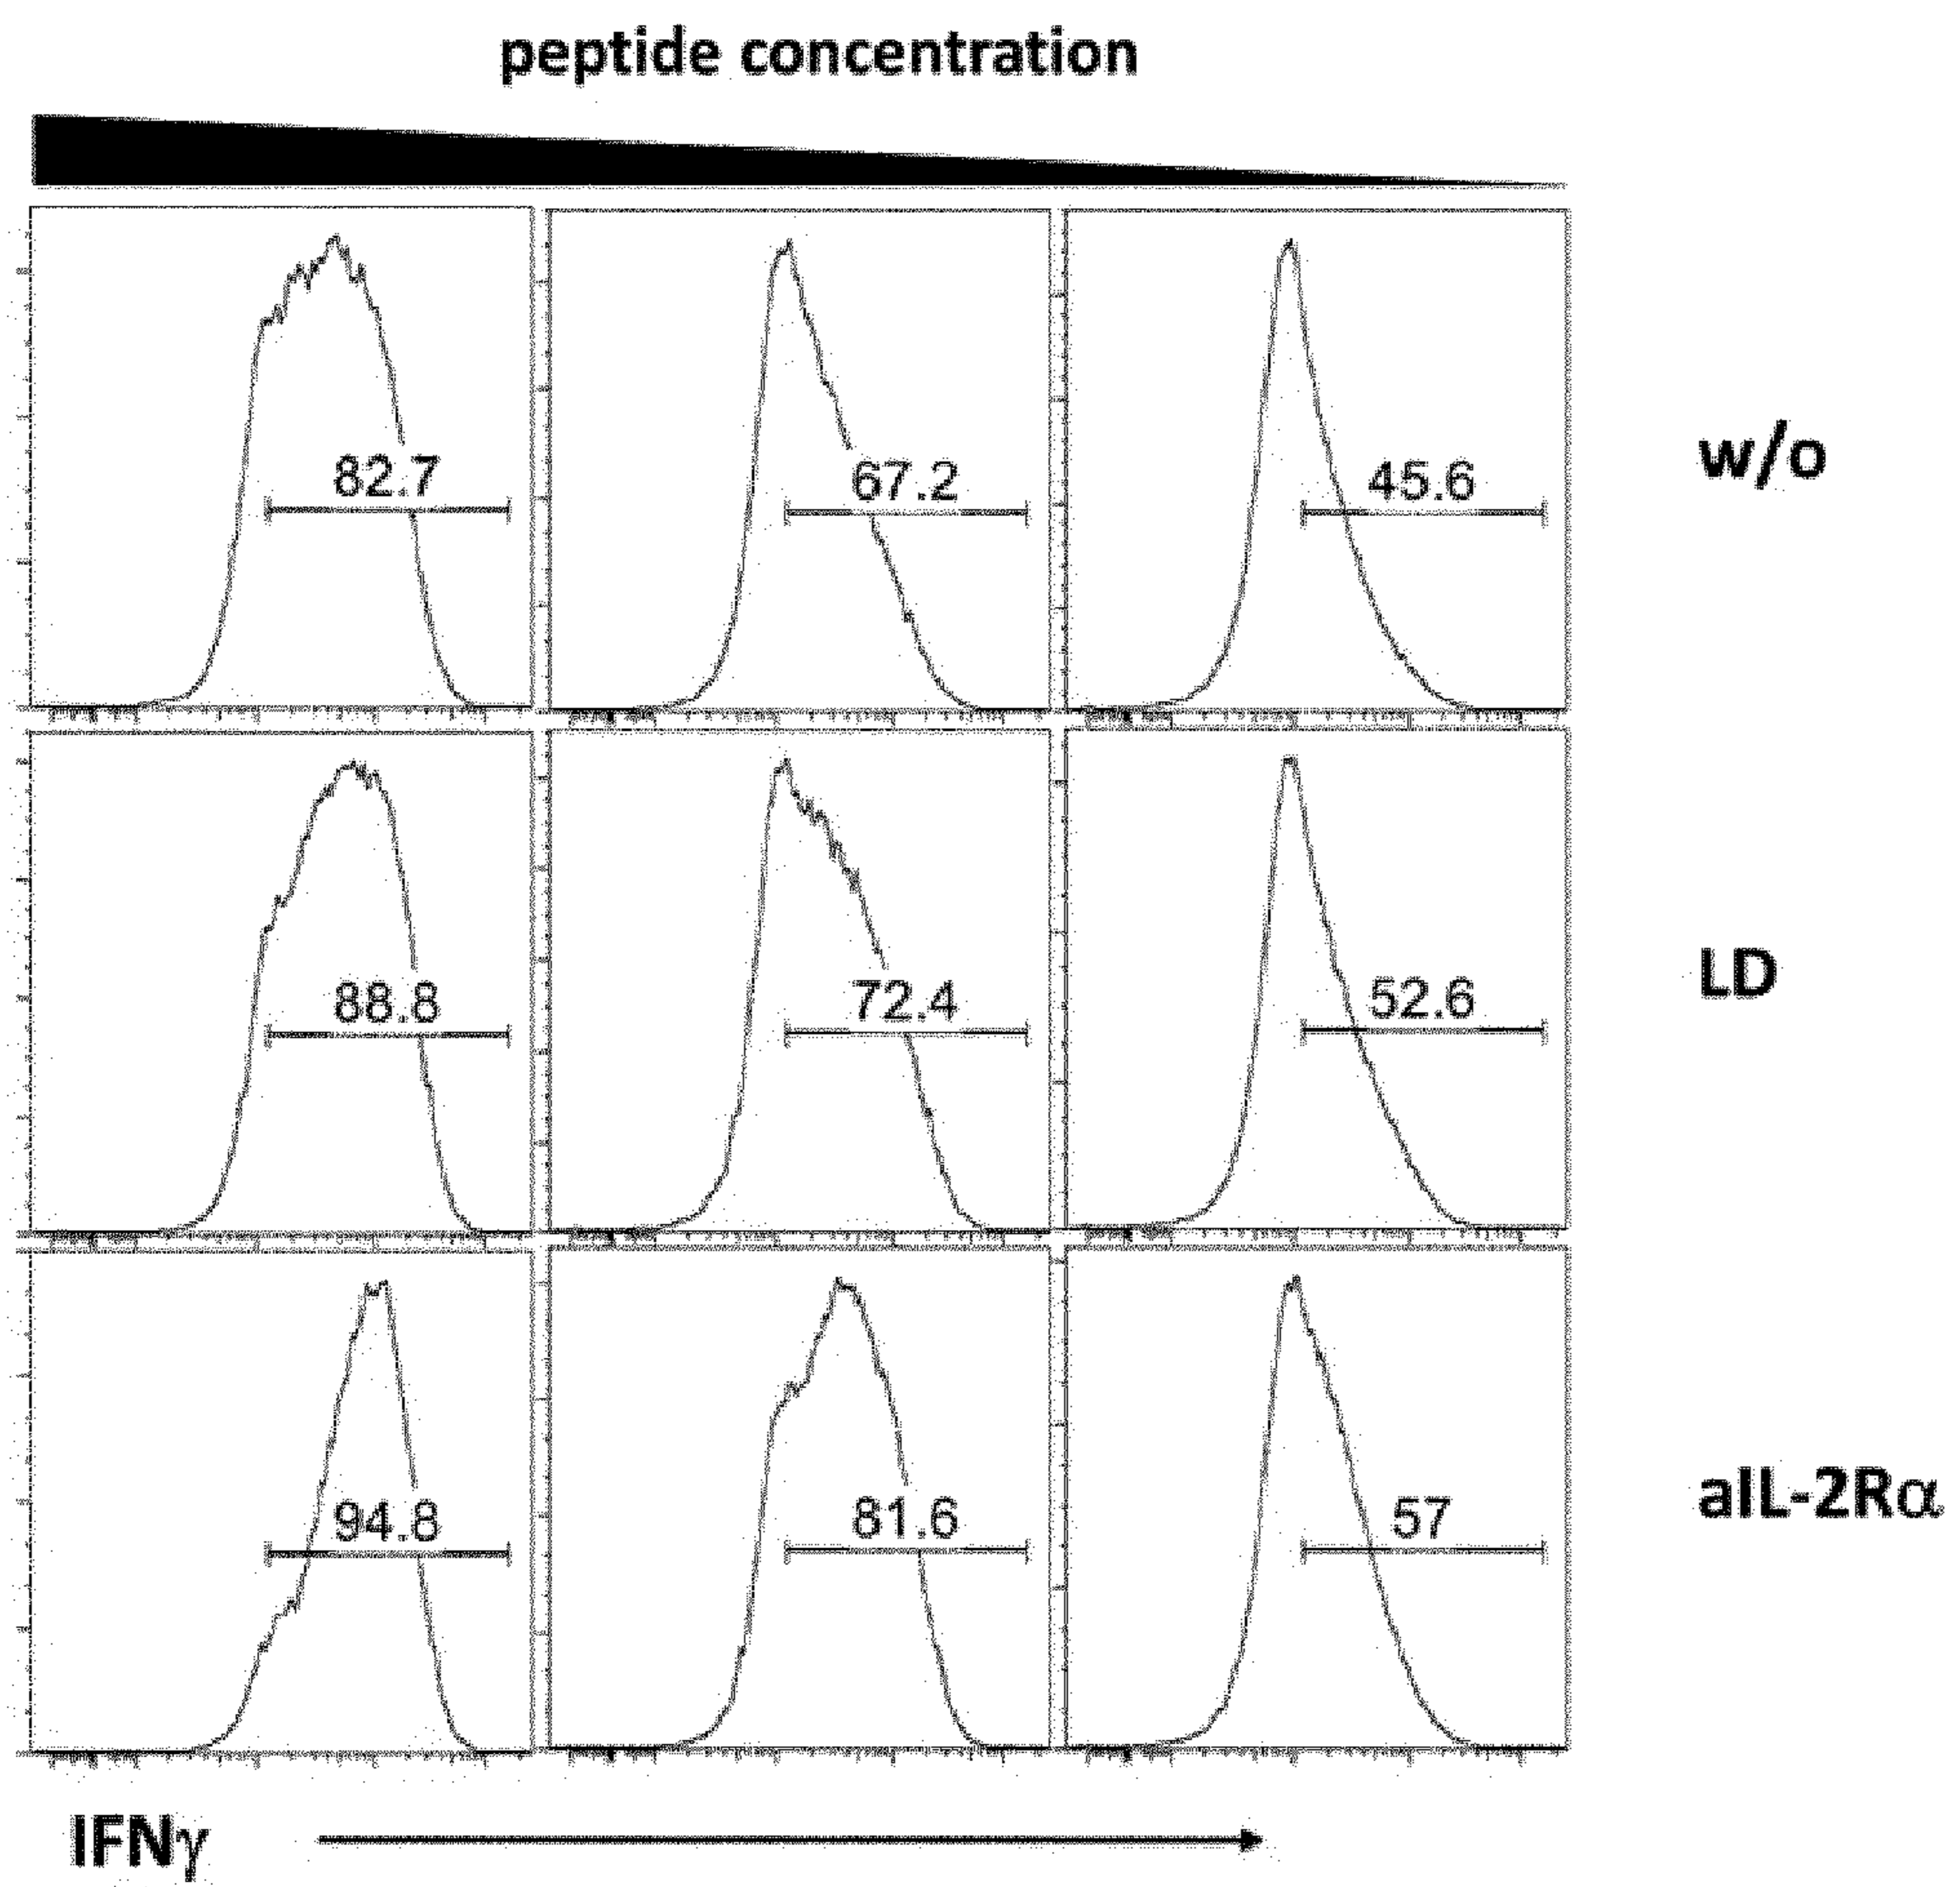 peptide concentration
82.7 67.2 45.6 w/o
88.8 72.4 52.6 LD
94.8 81.6 57 aIL-2Rα
IFNγ